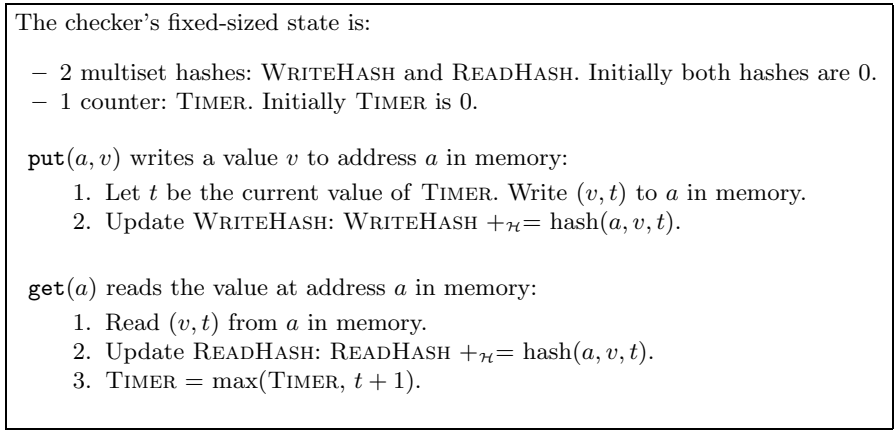 The checker's fixed-sized state is:
– 2 multiset hashes: WRITEHASH and READHASH. Initially both hashes are 0.
– 1 counter: TIMER. Initially TIMER is 0.
put(a, v) writes a value v to address a in memory:
1. Let t be the current value of TIMER. Write (v, t) to a in memory.
2. Update WRITEHASH: WRITEHASH +ℋ= hash(a, v, t).
get(a) reads the value at address a in memory:
1. Read (v, t) from a in memory.
2. Update READHASH: READHASH +ℋ= hash(a, v, t).
3. TIMER = max(TIMER, t + 1).